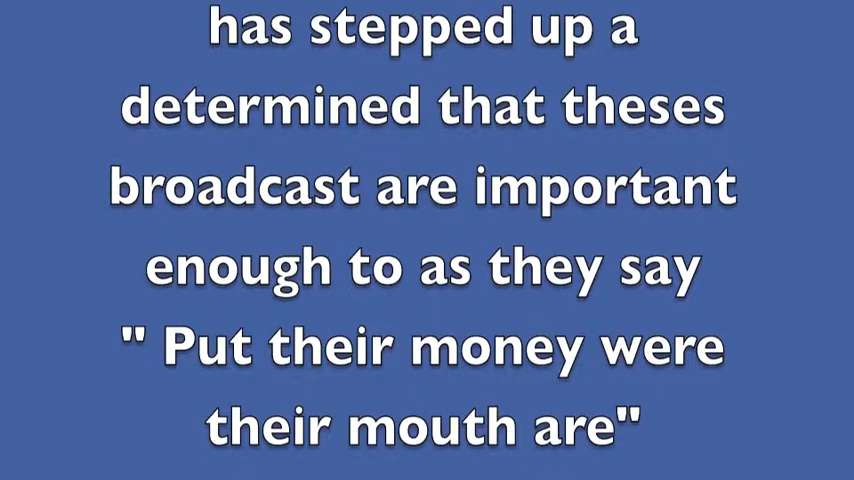 has stepped up a
determined that theses
broadcast are important
enough to as they say
" Put their money were
their mouth are"